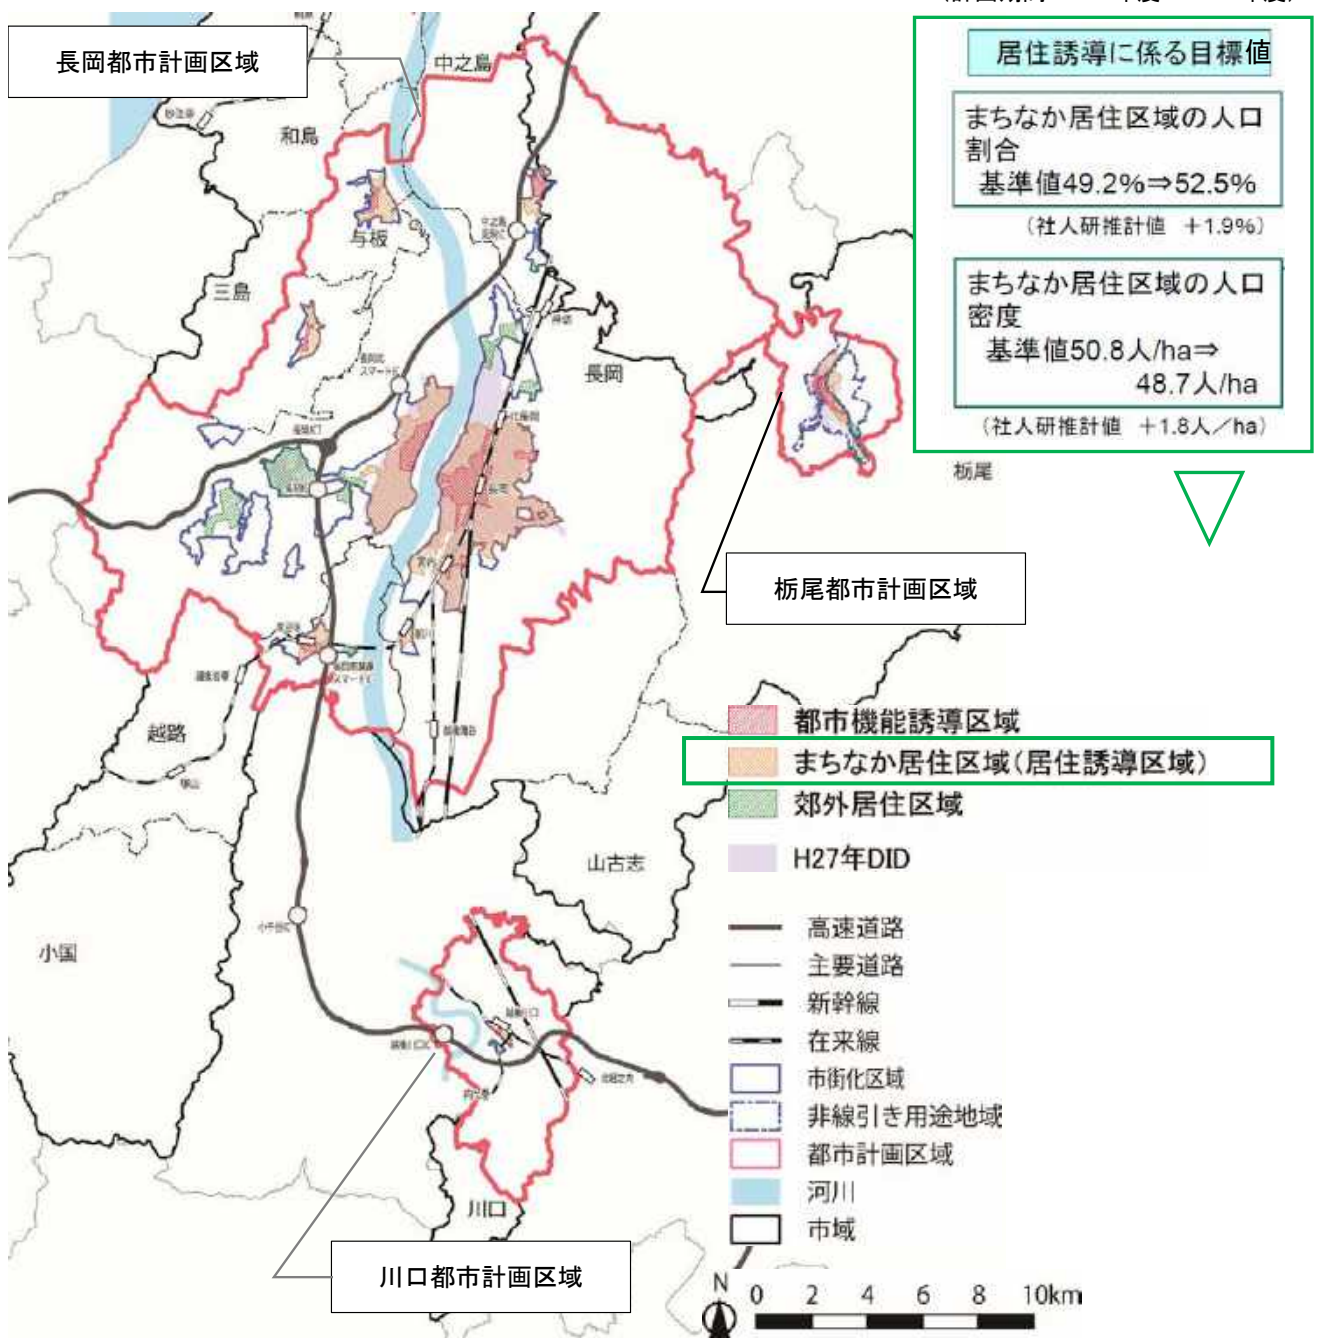 長岡都市計画区域
中之島
和島
与板
三島
長岡
栃尾
越路
山古志
小国
川口
小千谷IC
居住誘導に係る目標値
まちなか居住区域の人口
割合
基準値49.2%⇒52.5%
(社人研推計値 +1.9%)
まちなか居住区域の人口
密度
基準値50.8人/ha⇒
48.7人/ha
(社人研推計値 +1.8人/ha)
栃尾都市計画区域
都市機能誘導区域
まちなか居住区域(居住誘導区域)
郊外居住区域
H27年DID
高速道路
主要道路
新幹線
在来線
市街化区域
非線引き用途地域
都市計画区域
河川
市域
川口都市計画区域
N
0 2 4 6 8 10km